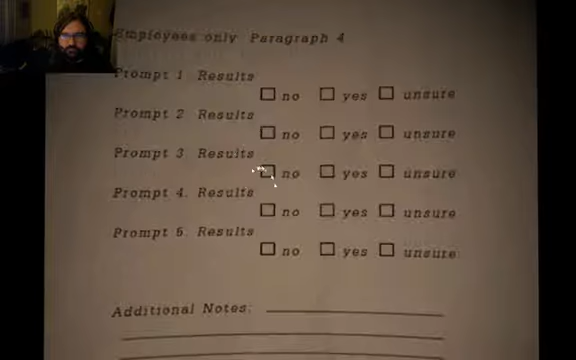 Employees only Paragraph 4
Prompt 1 Results
no yes unsure
Prompt 2 Results
no yes unsure
Prompt 3 Results
no yes unsure
Prompt 4. Results
no yes unsure
Prompt 5. Results
no yes unsure
Additional Notes: